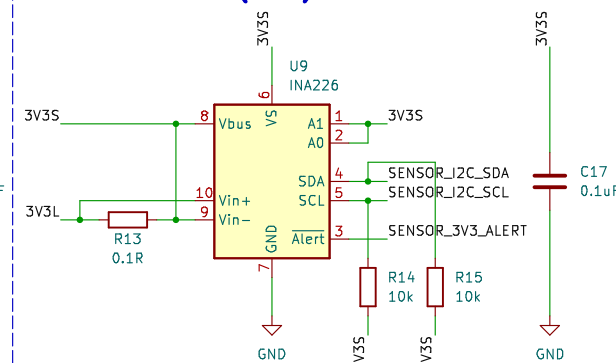 3V3S
3V3S
U9
INA226
6
VS
3V3S
8
Vbus
A1
1
3V3S
A0
2
SDA
4
SENSOR_I2C_SDA
10
Vin+
SCL
5
SENSOR_I2C_SCL
3V3L
9
Vin-
Alert
3
SENSOR_3V3_ALERT
R13
0.1R
GND
7
R14
10k
R15
10k
C17
0.1uF
GND
GND